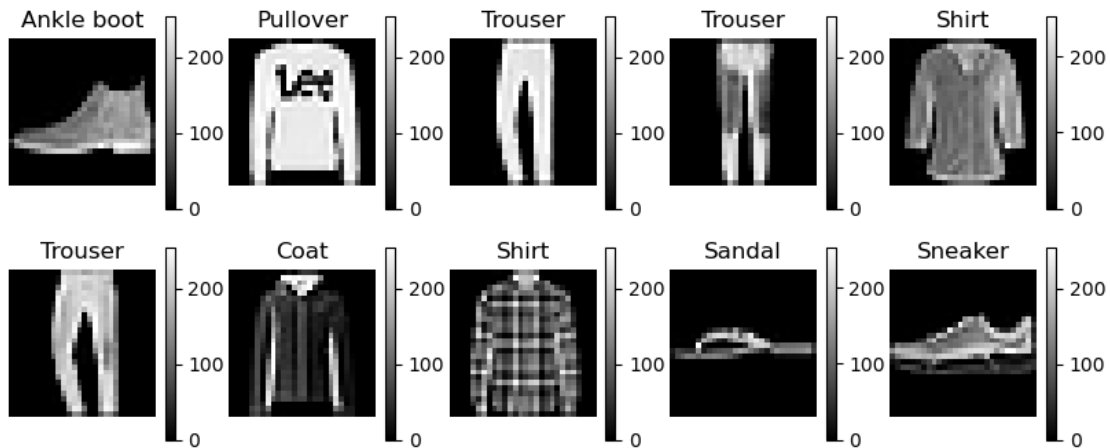 Ankle boot Pullover Trouser Trouser Shirt
200 200 200 200 200
100 100 100 100 100
0 0 0 0 0
Lee
Trouser Coat Shirt Sandal Sneaker
200 200 200 200 200
100 100 100 100 100
0 0 0 0 0